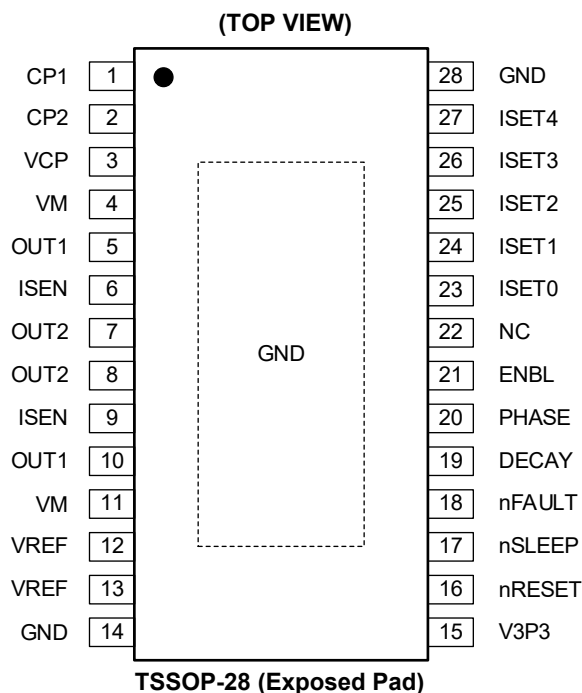 (TOP VIEW)
CP1 1 28 GND
CP2 2 27 ISET4
VCP 3 26 ISET3
VM 4 25 ISET2
OUT1 5 24 ISET1
ISEN 6 23 ISET0
OUT2 7 22 NC
GND
OUT2 8 21 ENBL
ISEN 9 20 PHASE
OUT1 10 19 DECAY
VM 11 18 nFAULT
VREF 12 17 nSLEEP
VREF 13 16 nRESET
GND 14 15 V3P3
TSSOP-28 (Exposed Pad)